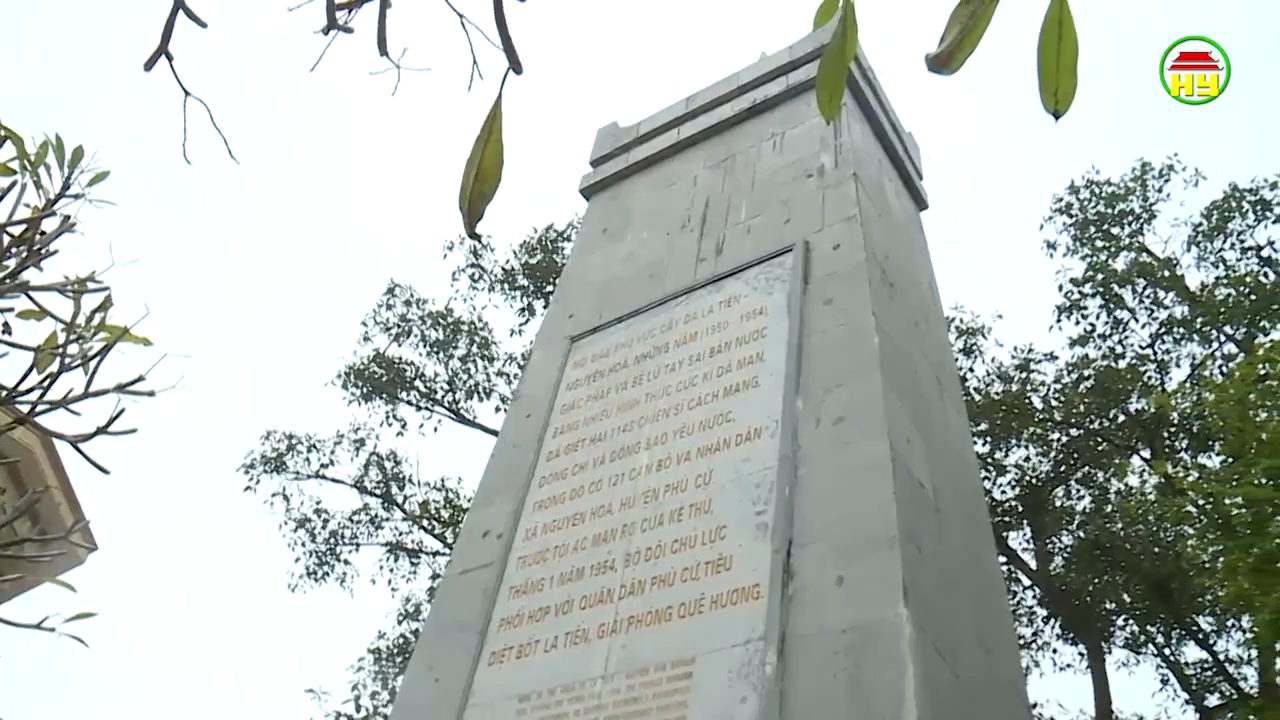 HY
NƠI ĐÂY, KHU VỰC CÂY ĐA LA TIẾN -
NGUYÊN HOÀ, NHỮNG NĂM (1950 - 1954),
GIẶC PHÁP VÀ BÈ LŨ TAY SAI BÁN NƯỚC
BẰNG NHIỀU HÌNH THỨC CỰC KÌ DÃ MAN,
ĐÃ GIẾT HẠI 1145 CHIẾN SĨ CÁCH MẠNG,
ĐỒNG CHÍ VÀ ĐỒNG BÀO YÊU NƯỚC,
TRONG ĐÓ CÓ 121 CÁN BỘ VÀ NHÂN DÂN
XÃ NGUYÊN HOÀ, HUYỆN PHÙ CỪ
TRƯỚC TỘI ÁC MAN RỢ CỦA KẺ THÙ,
THÁNG 1 NĂM 1954, BỘ ĐỘI CHỦ LỰC
PHỐI HỢP VỚI QUÂN DÂN PHÙ CỪ, TIÊU
DIỆT BỐT LA TIẾN, GIẢI PHÓNG QUÊ HƯƠNG.